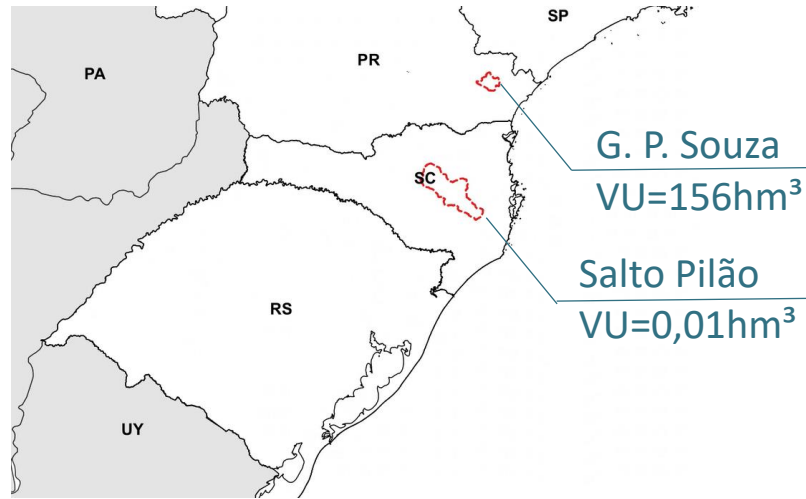 SP
PA
PR
G. P. Souza
VU=156hm³
SC
Salto Pilão
VU=0,01hm³
RS
UY